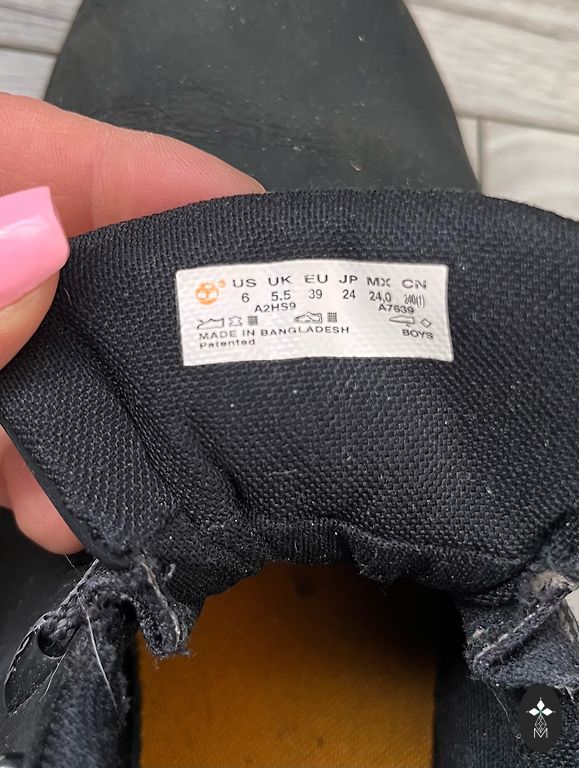 US UK EU JP MX CN
6 5.5 39 24 24,0 240(1)
A2HS9 A7639
MADE IN BANGLADESH BOYS
Patented
M